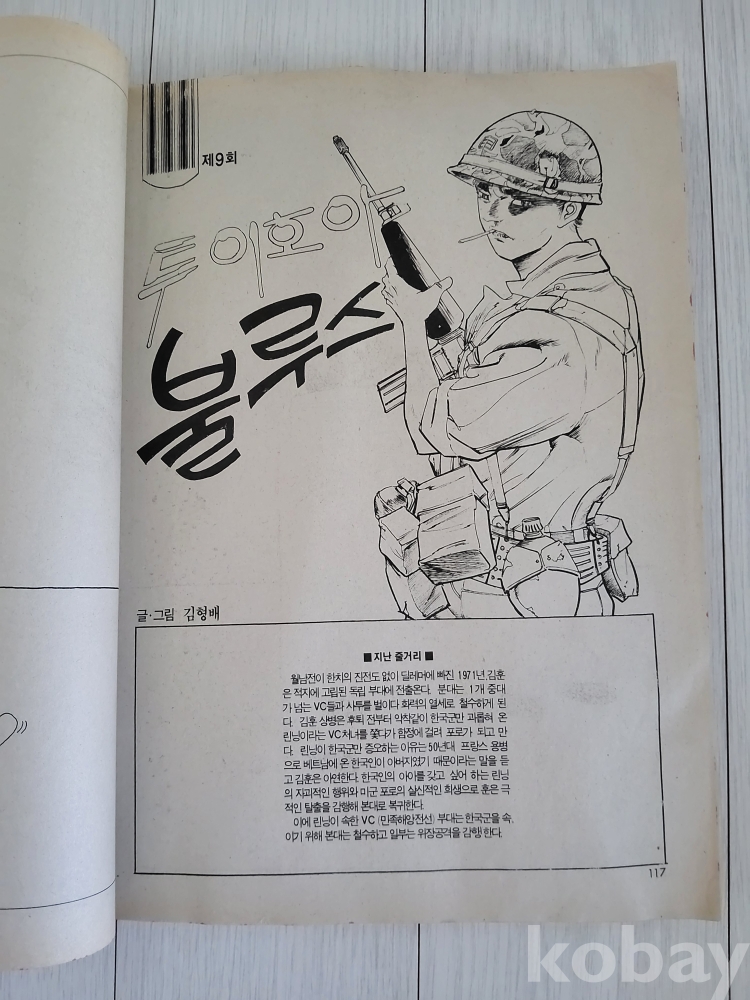 제9회
투이호아
불루스
글·그림 김형배
■지난 줄거리■
월남전이 한치의 진전도 없이 딜레머에 빠진 1971년, 김훈
은 적지에 고립된 독립 부대에 전출온다. 분대는 1개 중대
가 넘는 VC들과 사투를 벌이다 화력의 열세로 철수하게 된
다. 김훈 상병은 후퇴 전부터 악착같이 한국군만 괴롭혀 온
린닝이라는 VC처녀를 쫓다가 함정에 걸려 포로가 되고 만
다. 린닝이 한국군만 증오하는 이유는 50년대 프랑스 용병
으로 베트남에 온 한국인이 아버지였기 때문이라는 말을 듣
고 김훈은 아연한다. 한국인의 아이를 갖고 싶어 하는 린닝
의 자괴적인 행위와 미군 포로의 살신적인 희생으로 훈은 극
적인 탈출을 감행해 본대로 복귀한다.
이에 린닝이 속한 VC (민족해방전선) 부대는 한국군을 속,
이기 위해 본대는 철수하고 일부는 위장공격을 감행한다.
117
kobay